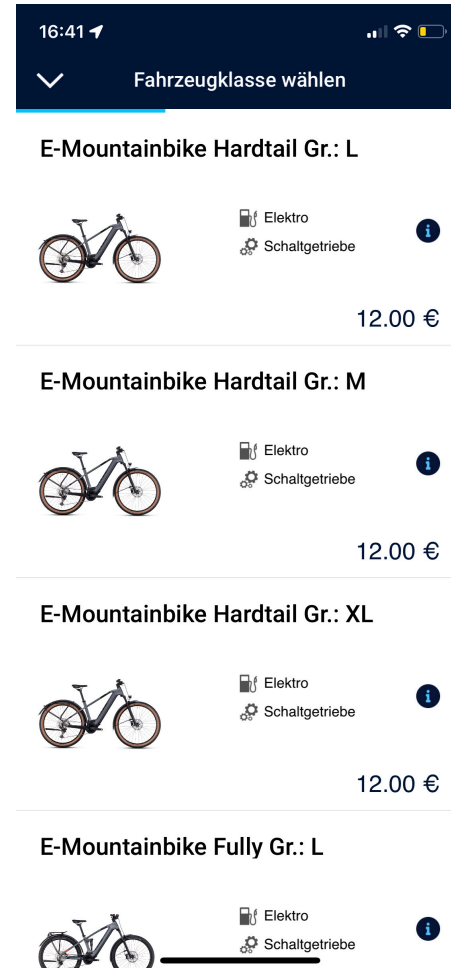 16:41
Fahrzeugklasse wählen
E-Mountainbike Hardtail Gr.: L
Elektro
Schaltgetriebe
12.00 €
E-Mountainbike Hardtail Gr.: M
Elektro
Schaltgetriebe
12.00 €
E-Mountainbike Hardtail Gr.: XL
Elektro
Schaltgetriebe
12.00 €
E-Mountainbike Fully Gr.: L
Elektro
Schaltgetriebe